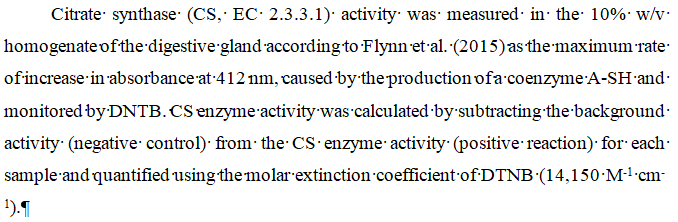 Citrate synthase (CS, EC 2.3.3.1) activity was measured in the 10% w/v
homogenate of the digestive gland according to Flynn et al. (2015) as the maximum rate
of increase in absorbance at 412 nm, caused by the production of a coenzyme A-SH and
monitored by DNTB. CS enzyme activity was calculated by subtracting the background
activity (negative control) from the CS enzyme activity (positive reaction) for each
sample and quantified using the molar extinction coefficient of DTNB (14,150 M⁻¹ cm⁻
¹).¶